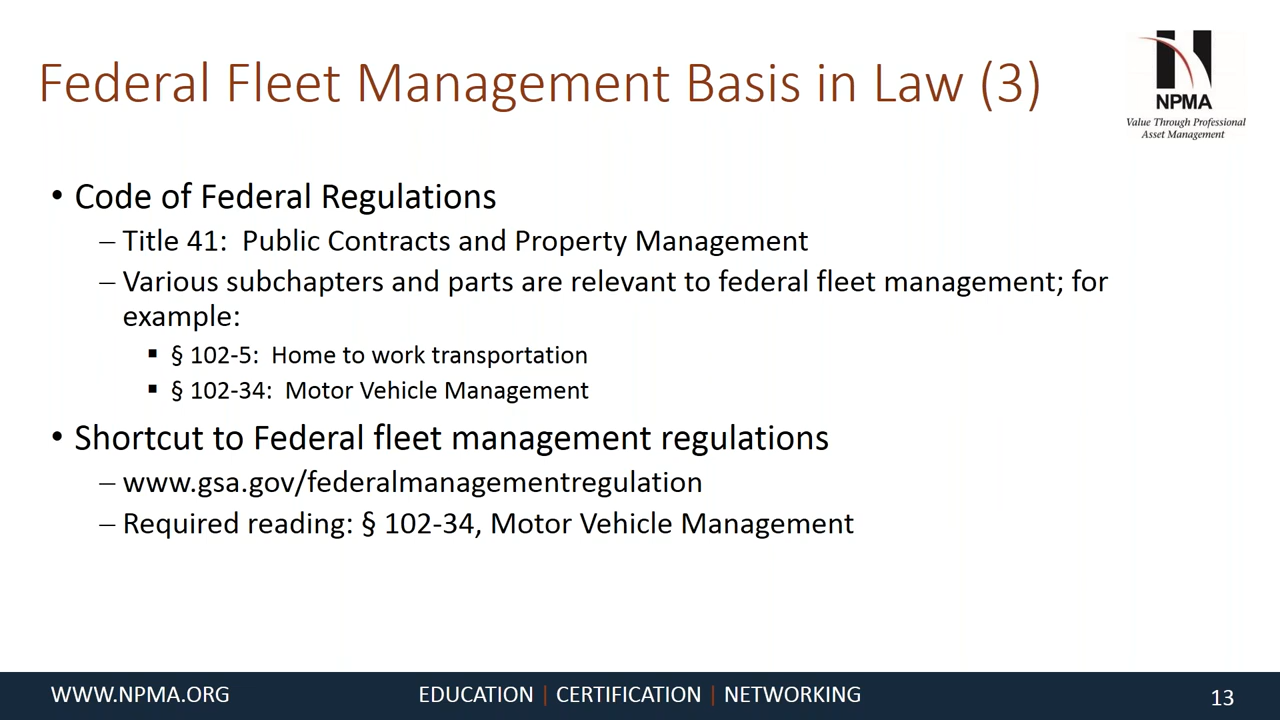 Federal Fleet Management Basis in Law (3)
NPMA
Value Through Professional
Asset Management
• Code of Federal Regulations
– Title 41: Public Contracts and Property Management
– Various subchapters and parts are relevant to federal fleet management; for
example:
▪ § 102-5: Home to work transportation
▪ § 102-34: Motor Vehicle Management
• Shortcut to Federal fleet management regulations
– www.gsa.gov/federalmanagementregulation
– Required reading: § 102-34, Motor Vehicle Management
WWW.NPMA.ORG
EDUCATION | CERTIFICATION | NETWORKING
13